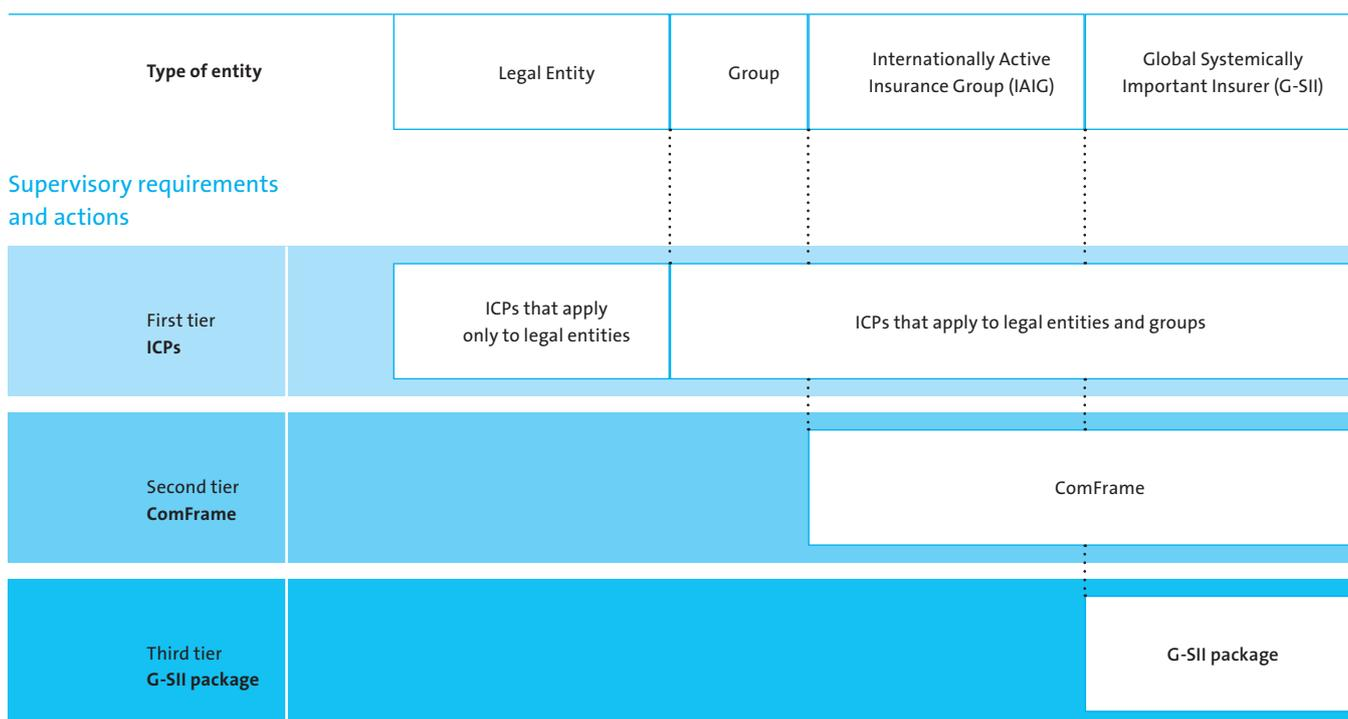 Type of entity
Legal Entity
Group
Internationally Active
Insurance Group (IAIG)
Global Systemically
Important Insurer (G-SII)
Supervisory requirements
and actions
First tier
ICPs
ICPs that apply
only to legal entities
ICPs that apply to legal entities and groups
Second tier
ComFrame
ComFrame
Third tier
G-SII package
G-SII package